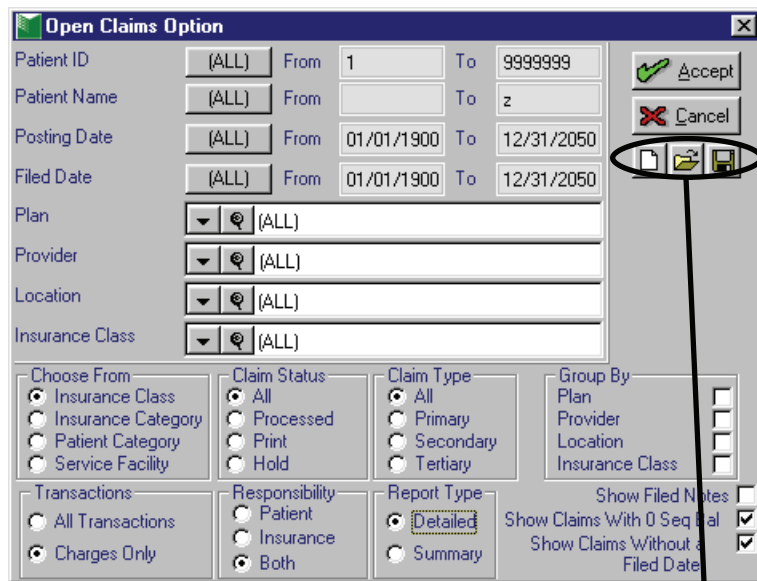 Open Claims Option
Patient ID (ALL) From 1 To 9999999
Accept
Patient Name (ALL) From To z
Cancel
Posting Date (ALL) From 01/01/1900 To 12/31/2050
Filed Date (ALL) From 01/01/1900 To 12/31/2050
Plan (ALL)
Provider (ALL)
Location (ALL)
Insurance Class (ALL)
Choose From
Insurance Class
Insurance Category
Patient Category
Service Facility
Claim Status
All
Processed
Print
Hold
Claim Type
All
Primary
Secondary
Tertiary
Group By
Plan
Provider
Location
Insurance Class
Transactions
All Transactions
Charges Only
Responsibility
Patient
Insurance
Both
Report Type
Detailed
Summary
Show Filed Notes
Show Claims With 0 Seq Bal
Show Claims Without a
Filed Date